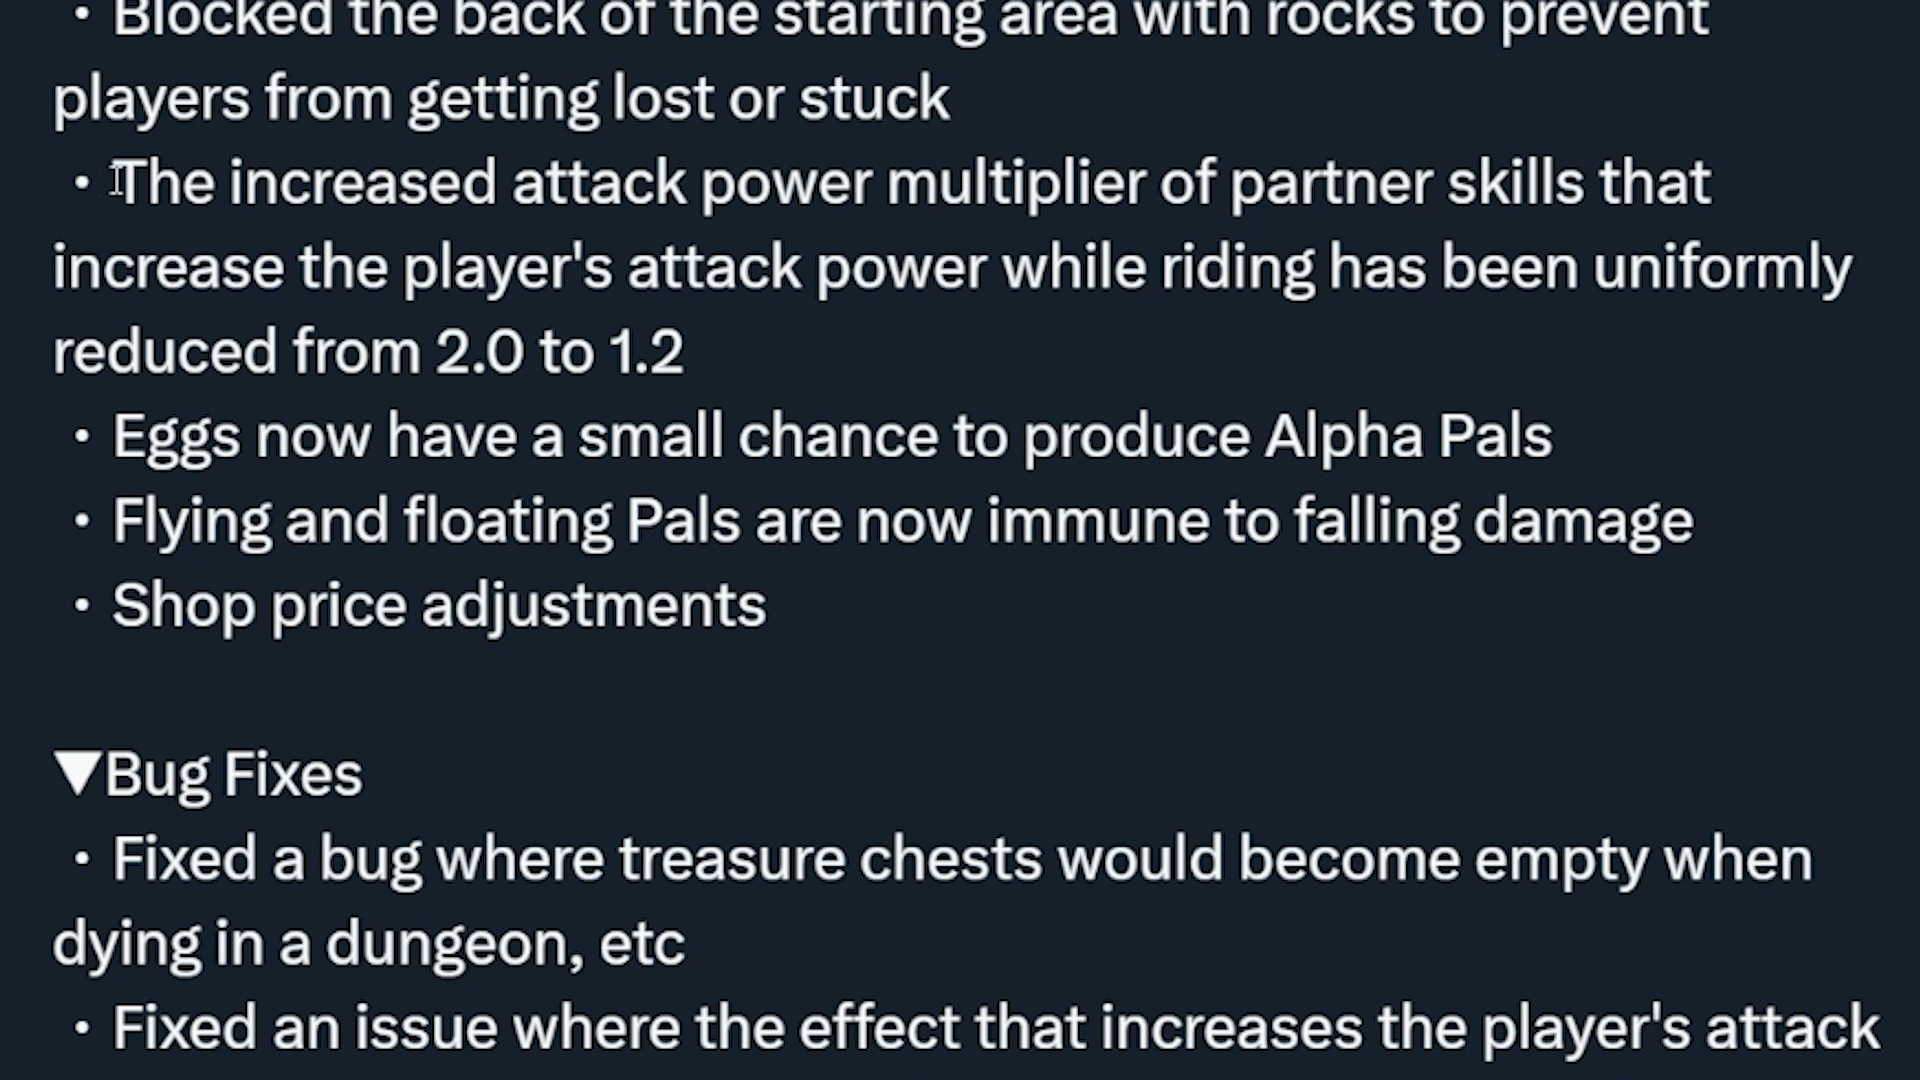 ・Blocked the back of the starting area with rocks to prevent
players from getting lost or stuck
・The increased attack power multiplier of partner skills that
increase the player's attack power while riding has been uniformly
reduced from 2.0 to 1.2
・Eggs now have a small chance to produce Alpha Pals
・Flying and floating Pals are now immune to falling damage
・Shop price adjustments
▼Bug Fixes
・Fixed a bug where treasure chests would become empty when
dying in a dungeon, etc
・Fixed an issue where the effect that increases the player's attack